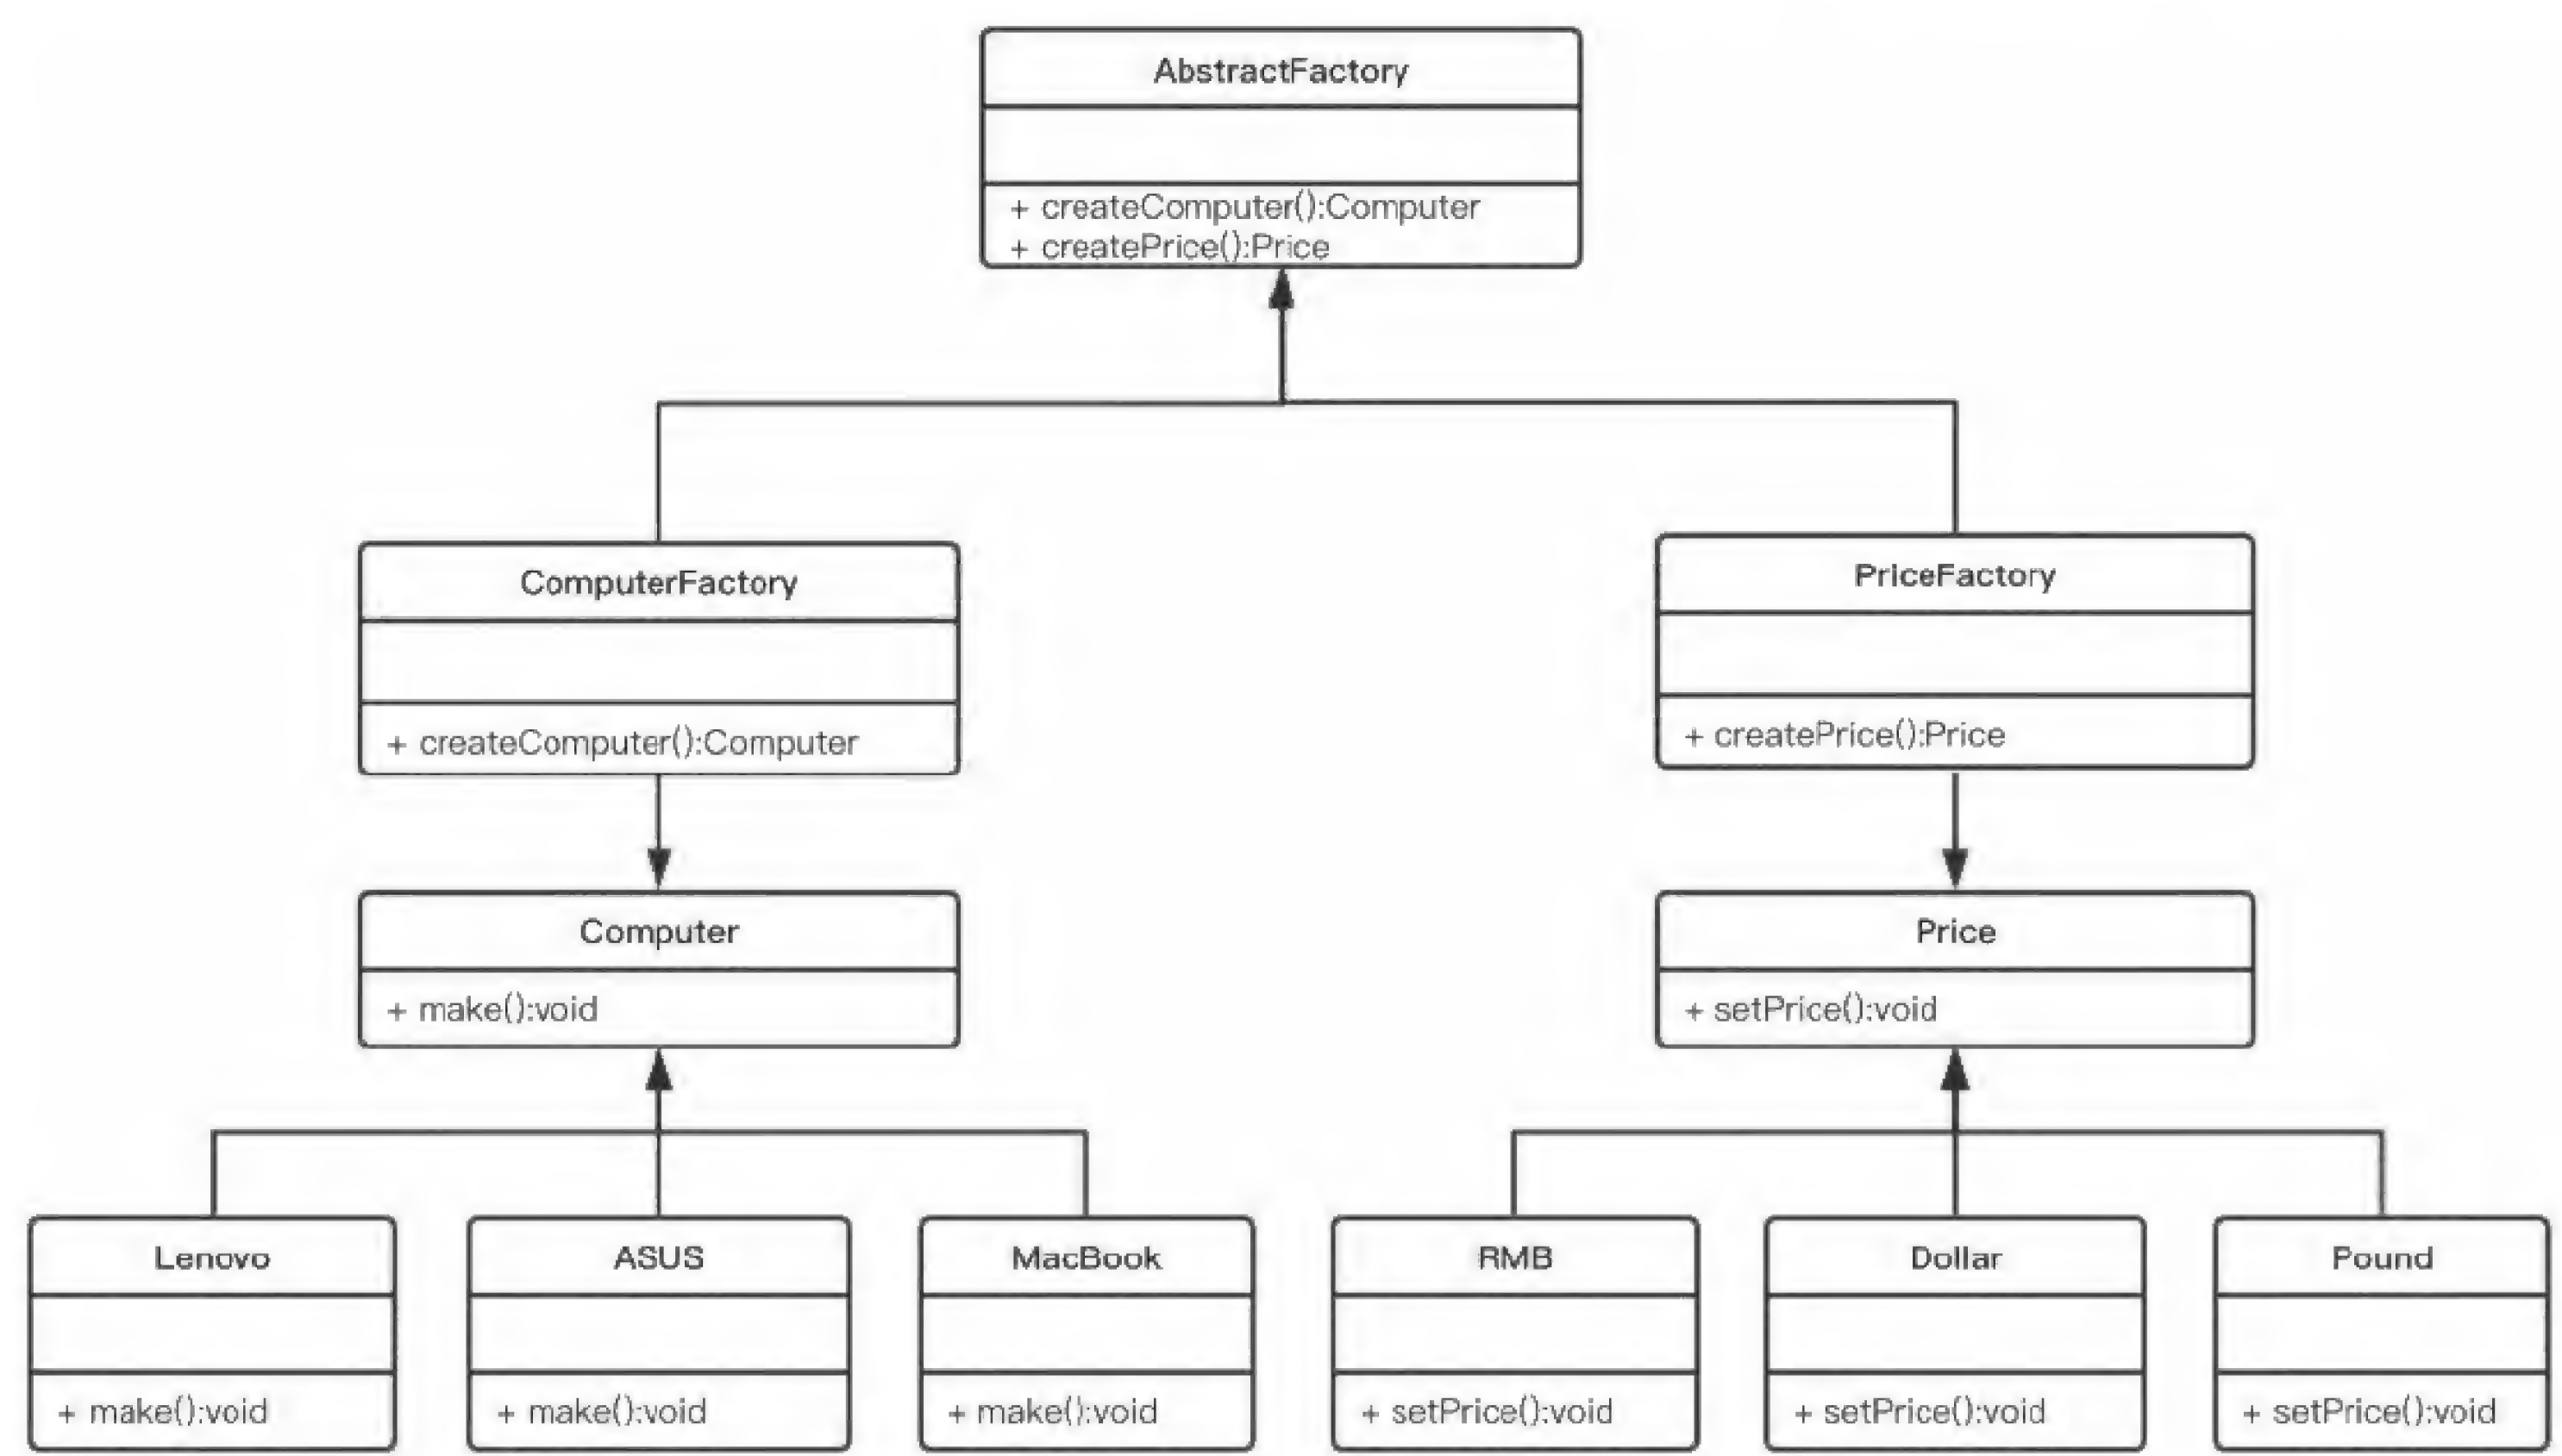 AbstractFactory
+ createComputer():Computer
+ createPrice():Price
ComputerFactory
+ createComputer():Computer
PriceFactory
+ createPrice():Price
Computer
+ make():void
Price
+ setPrice():void
Lenovo
+ make():void
ASUS
+ make():void
MacBook
+ make():void
RMB
+ setPrice():void
Dollar
+ setPrice():void
Pound
+ setPrice():void